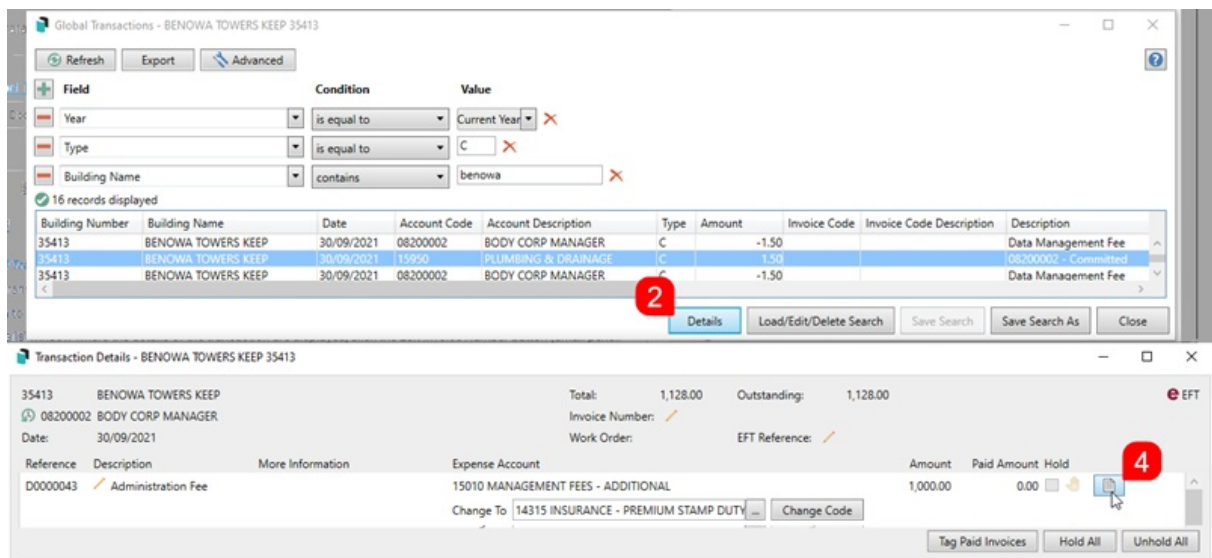 Global Transactions - BENOWA TOWERS KEEP 35413
Refresh Export Advanced
Field Condition Value
Year is equal to Current Year
Type is equal to C
Building Name contains benowa
16 records displayed
Building Number Building Name Date Account Code Account Description Type Amount Invoice Code Invoice Code Description Description
35413 BENOWA TOWERS KEEP 30/09/2021 08200002 BODY CORP MANAGER C -1.50 Data Management Fee
35413 BENOWA TOWERS KEEP 30/09/2021 15950 PLUMBING & DRAINAGE C 1.50 08200002 - Committed
35413 BENOWA TOWERS KEEP 30/09/2021 08200002 BODY CORP MANAGER C -1.50 Data Management Fee
2
Details Load/Edit/Delete Search Save Search Save Search As Close
Transaction Details - BENOWA TOWERS KEEP 35413
35413 BENOWA TOWERS KEEP Total: 1,128.00 Outstanding: 1,128.00 e EFT
08200002 BODY CORP MANAGER Invoice Number:
Date: 30/09/2021 Work Order: EFT Reference:
Reference Description More Information Expense Account Amount Paid Amount Hold 4
D0000043 Administration Fee 15010 MANAGEMENT FEES - ADDITIONAL 1,000.00 0.00
Change To 14315 INSURANCE - PREMIUM STAMP DUTY ... Change Code
Tag Paid Invoices Hold All Unhold All